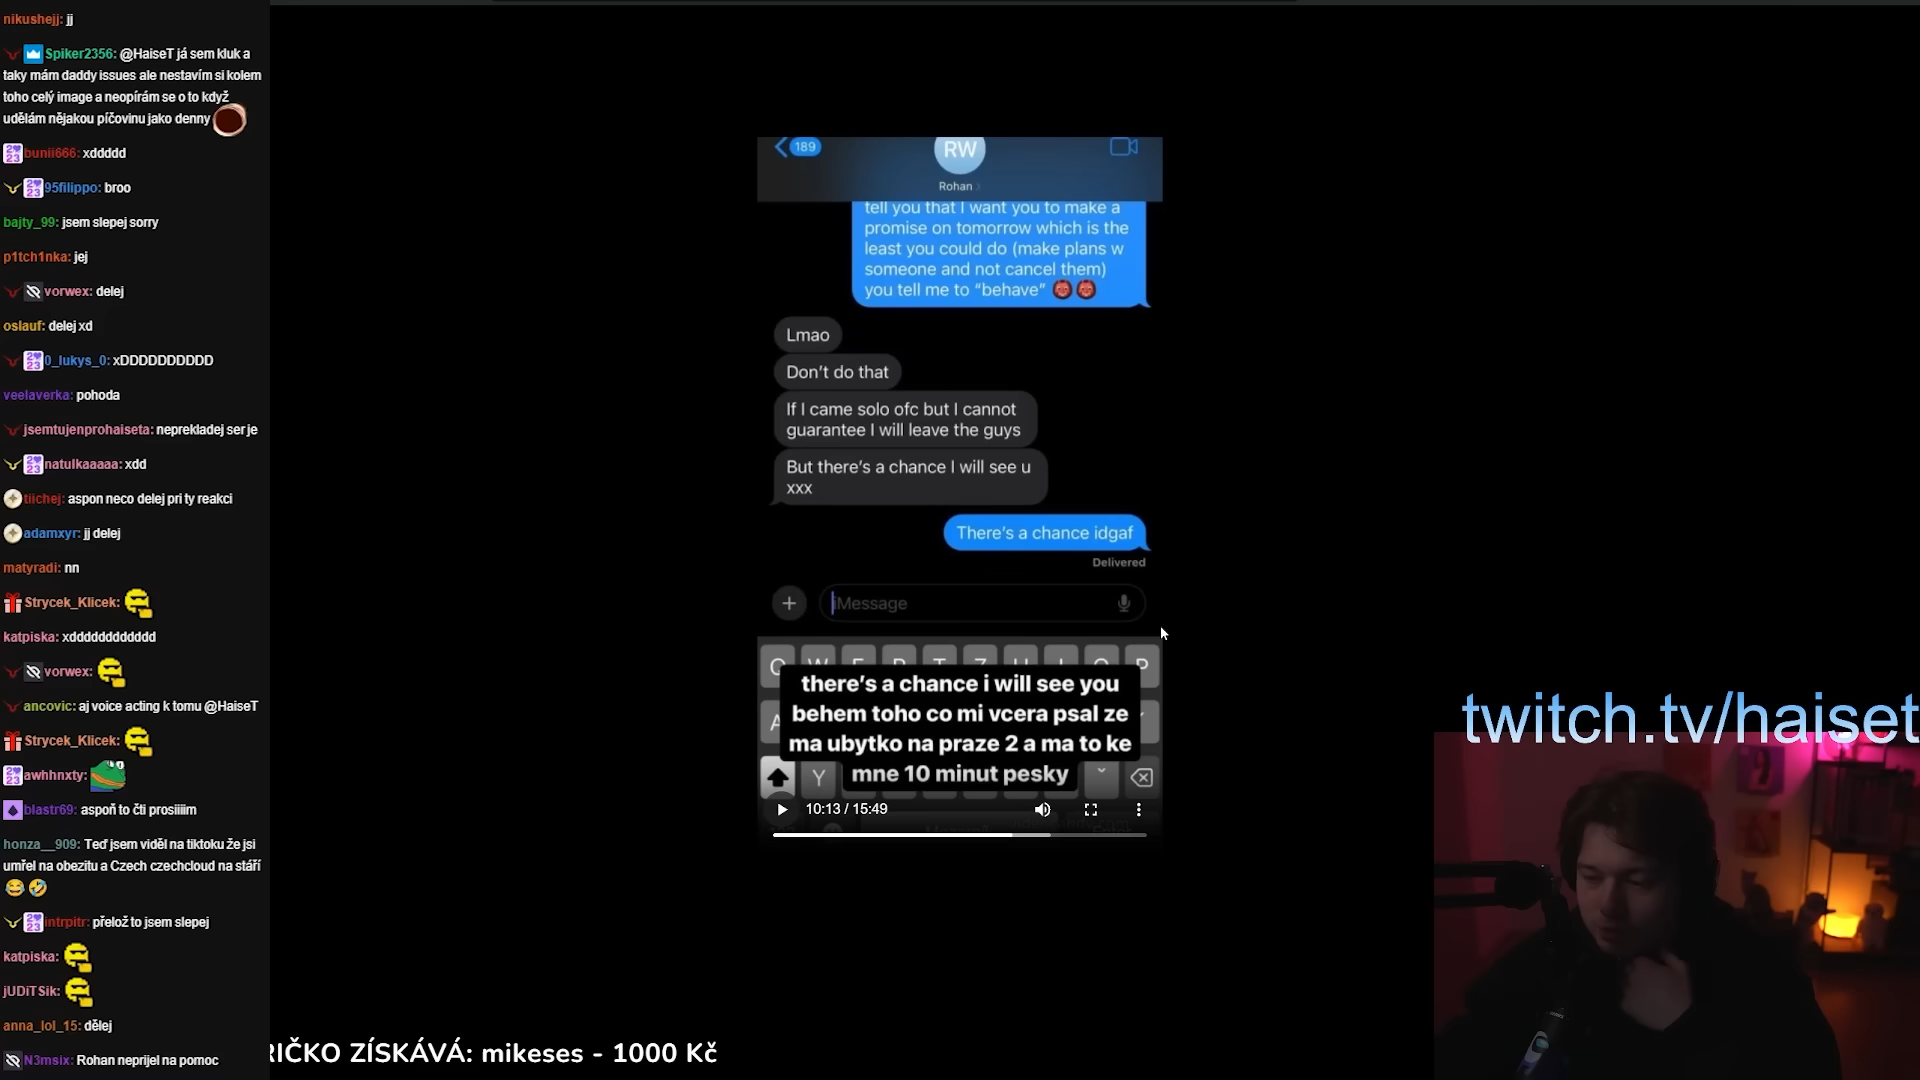 nikushejj: jj
Spiker2356: @HaiseT já sem kluk a
taky mám daddy issues ale nestavím si kolem
toho celý image a neopírám se o to když
udělám nějakou píčovinu jako denny
bunii666: xddddd
95filippo: broo
bajty_99: jsem slepej sorry
p1tch1nka: jej
vorwex: delej
oslauf: delej xd
0_lukys_0: xDDDDDDDDDD
veelaverka: pohoda
jsemtujenprohaiseta: neprekladej ser je
natulkaaaaa: xdd
tiichej: aspon neco delej pri ty reakci
adamxyr: jj delej
matyradi: nn
Strycek_Klicek:
katpiska: xdddddddddddd
vorwex:
ancovic: aj voice acting k tomu @HaiseT
Strycek_Klicek:
awhhnxty:
blastr69: aspoň to čti prosiiiim
honza__909: Teď jsem viděl na tiktoku že jsi
umřel na obezitu a Czech czechcloud na stáří
intrpitr: přelož to jsem slepej
katpiska:
jUDiTSik:
anna_lol_15: dělej
N3msix: Rohan neprijel na pomoc
189
RW
Rohan
tell you that I want you to make a
promise on tomorrow which is the
least you could do (make plans w
someone and not cancel them)
you tell me to “behave”
Lmao
Don’t do that
If I came solo ofc but I cannot
guarantee I will leave the guys
But there’s a chance I will see u
xxx
There’s a chance idgaf
Delivered
iMessage
Q W E R T Z U I O P
A
there’s a chance i will see you
behem toho co mi vcera psal ze
ma ubytko na praze 2 a ma to ke
mne 10 minut pesky
Y
10:13 / 15:49
twitch.tv/haiset
RIČKO ZÍSKÁVÁ: mikeses - 1000 Kč